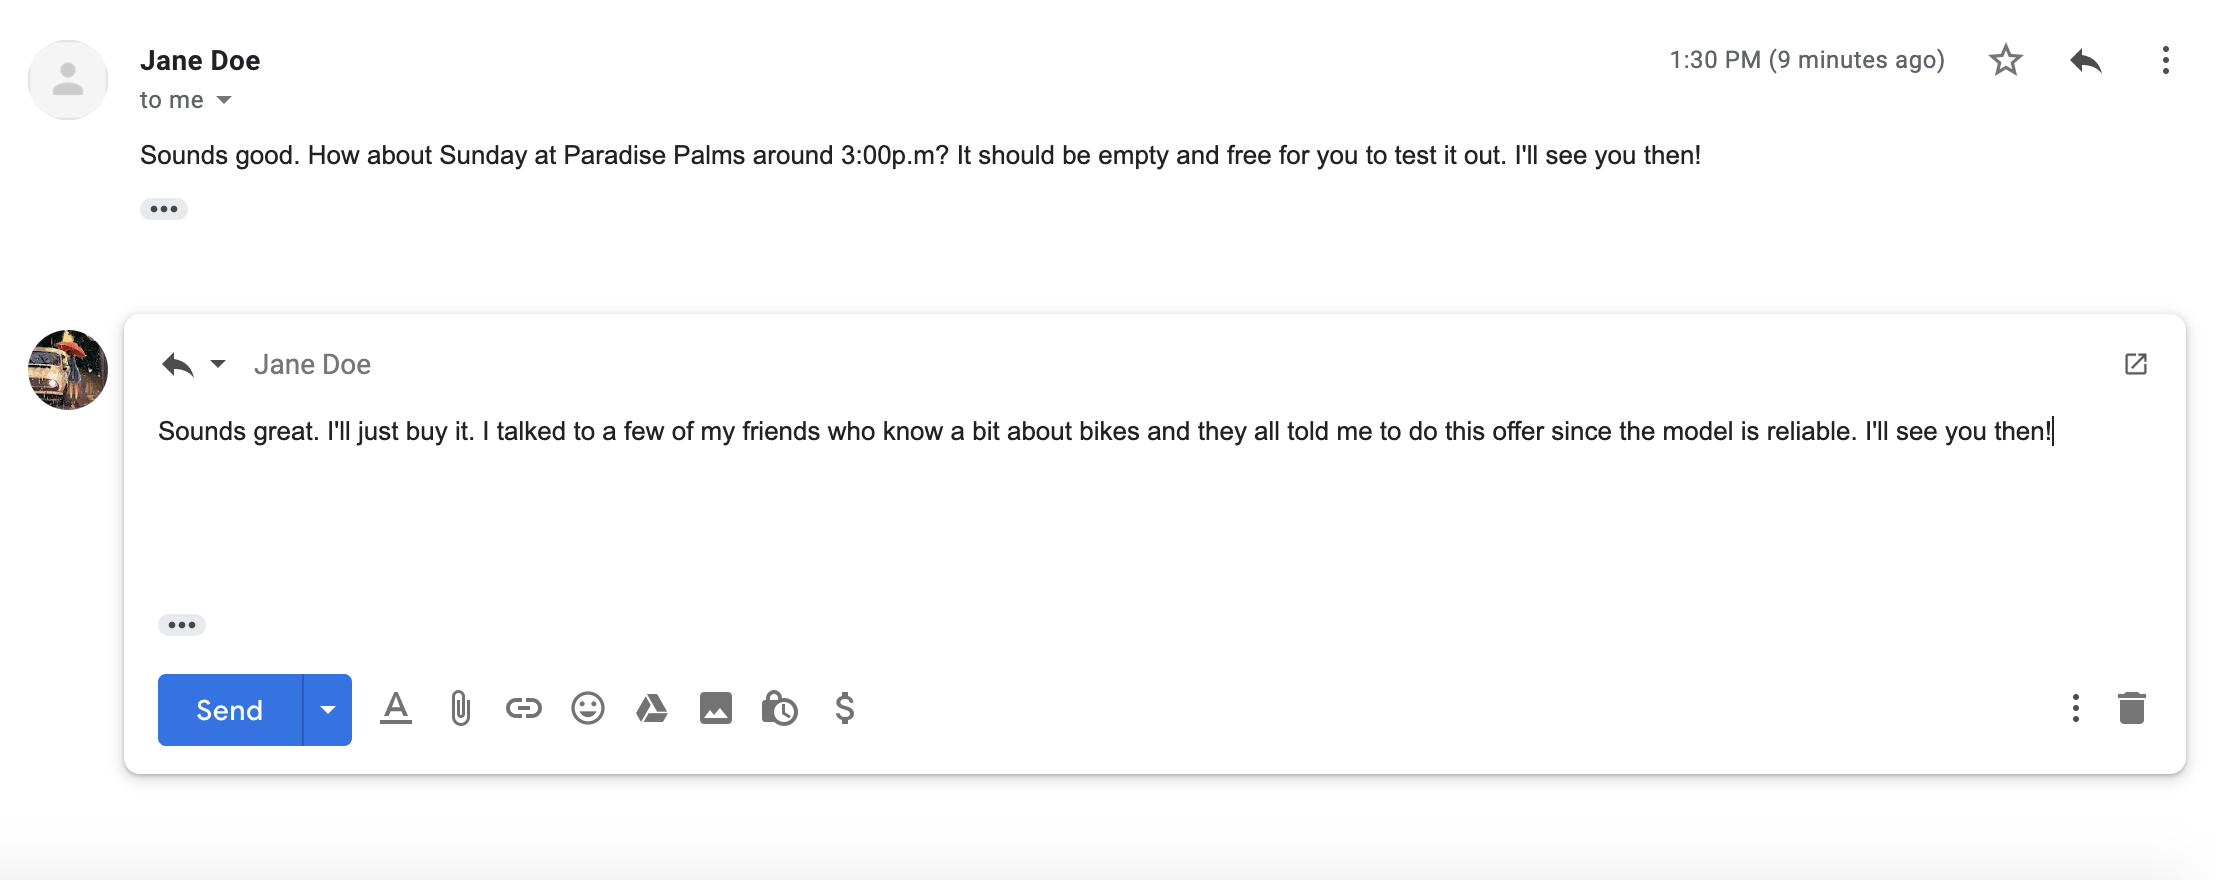 Jane Doe
1:30 PM (9 minutes ago)
to me
Sounds good. How about Sunday at Paradise Palms around 3:00p.m? It should be empty and free for you to test it out. I'll see you then!
Jane Doe
Sounds great. I'll just buy it. I talked to a few of my friends who know a bit about bikes and they all told me to do this offer since the model is reliable. I'll see you then!
Send